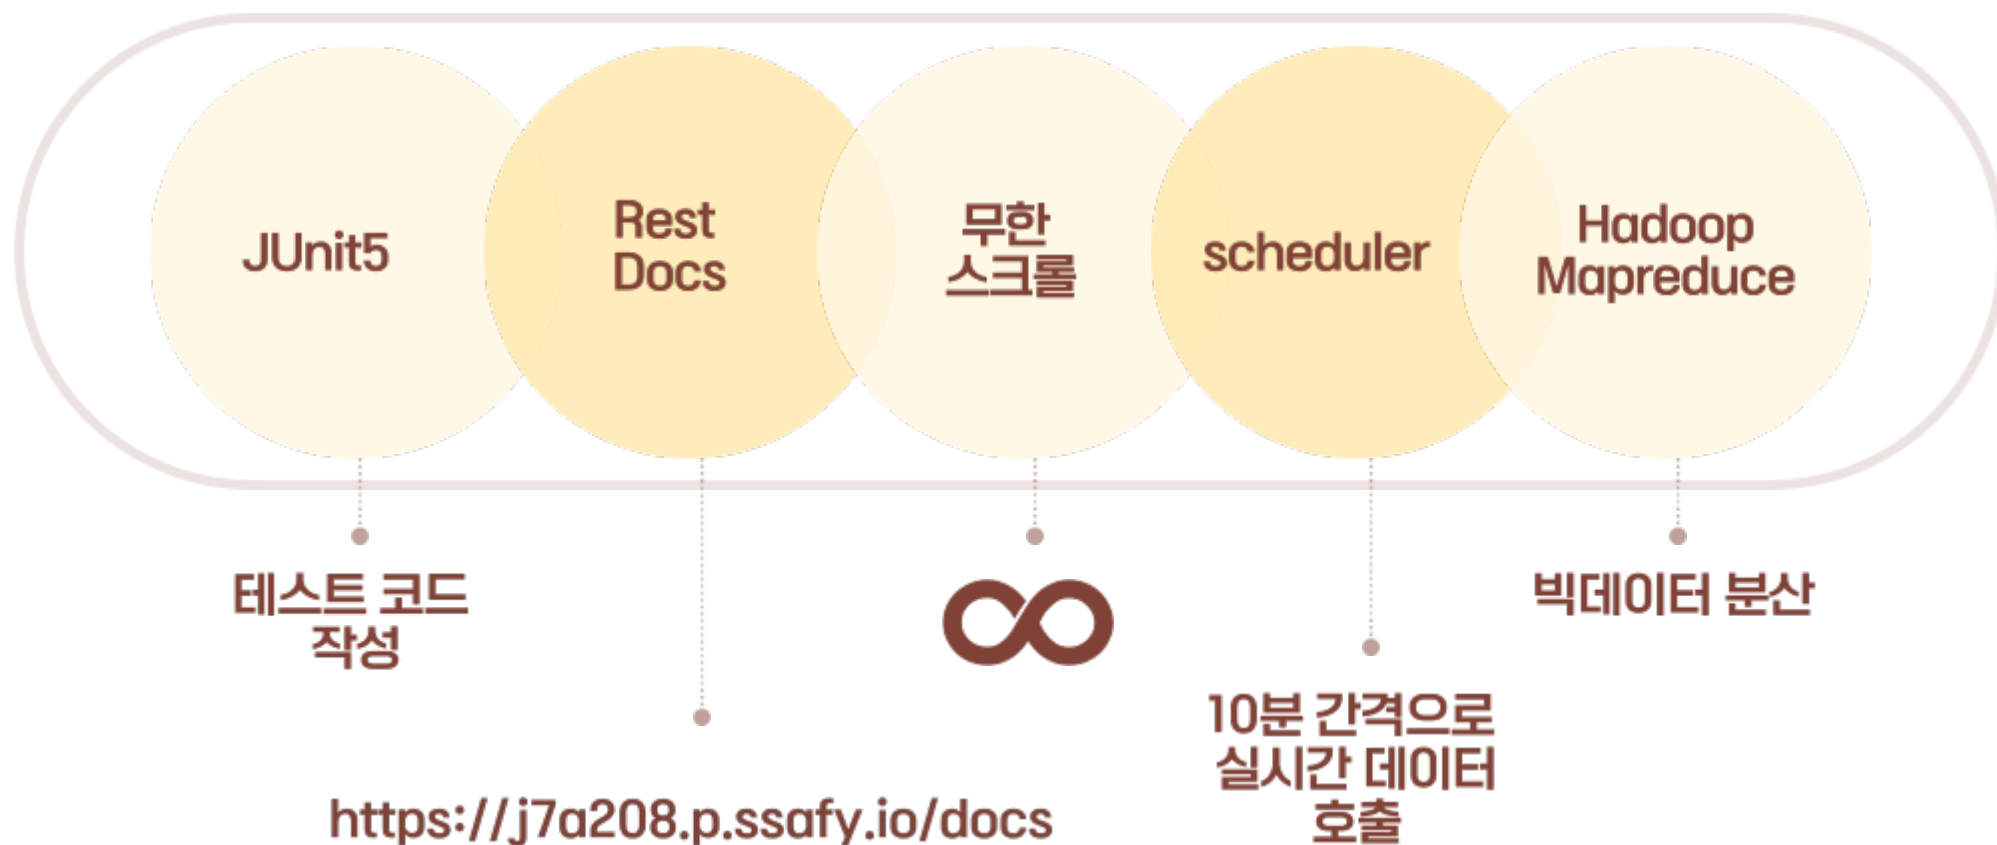 JUnit5
Rest
Docs
무한
스크롤
scheduler
Hadoop
Mapreduce
테스트 코드
작성
https://j7a208.p.ssafy.io/docs
10분 간격으로
실시간 데이터
호출
빅데이터 분산